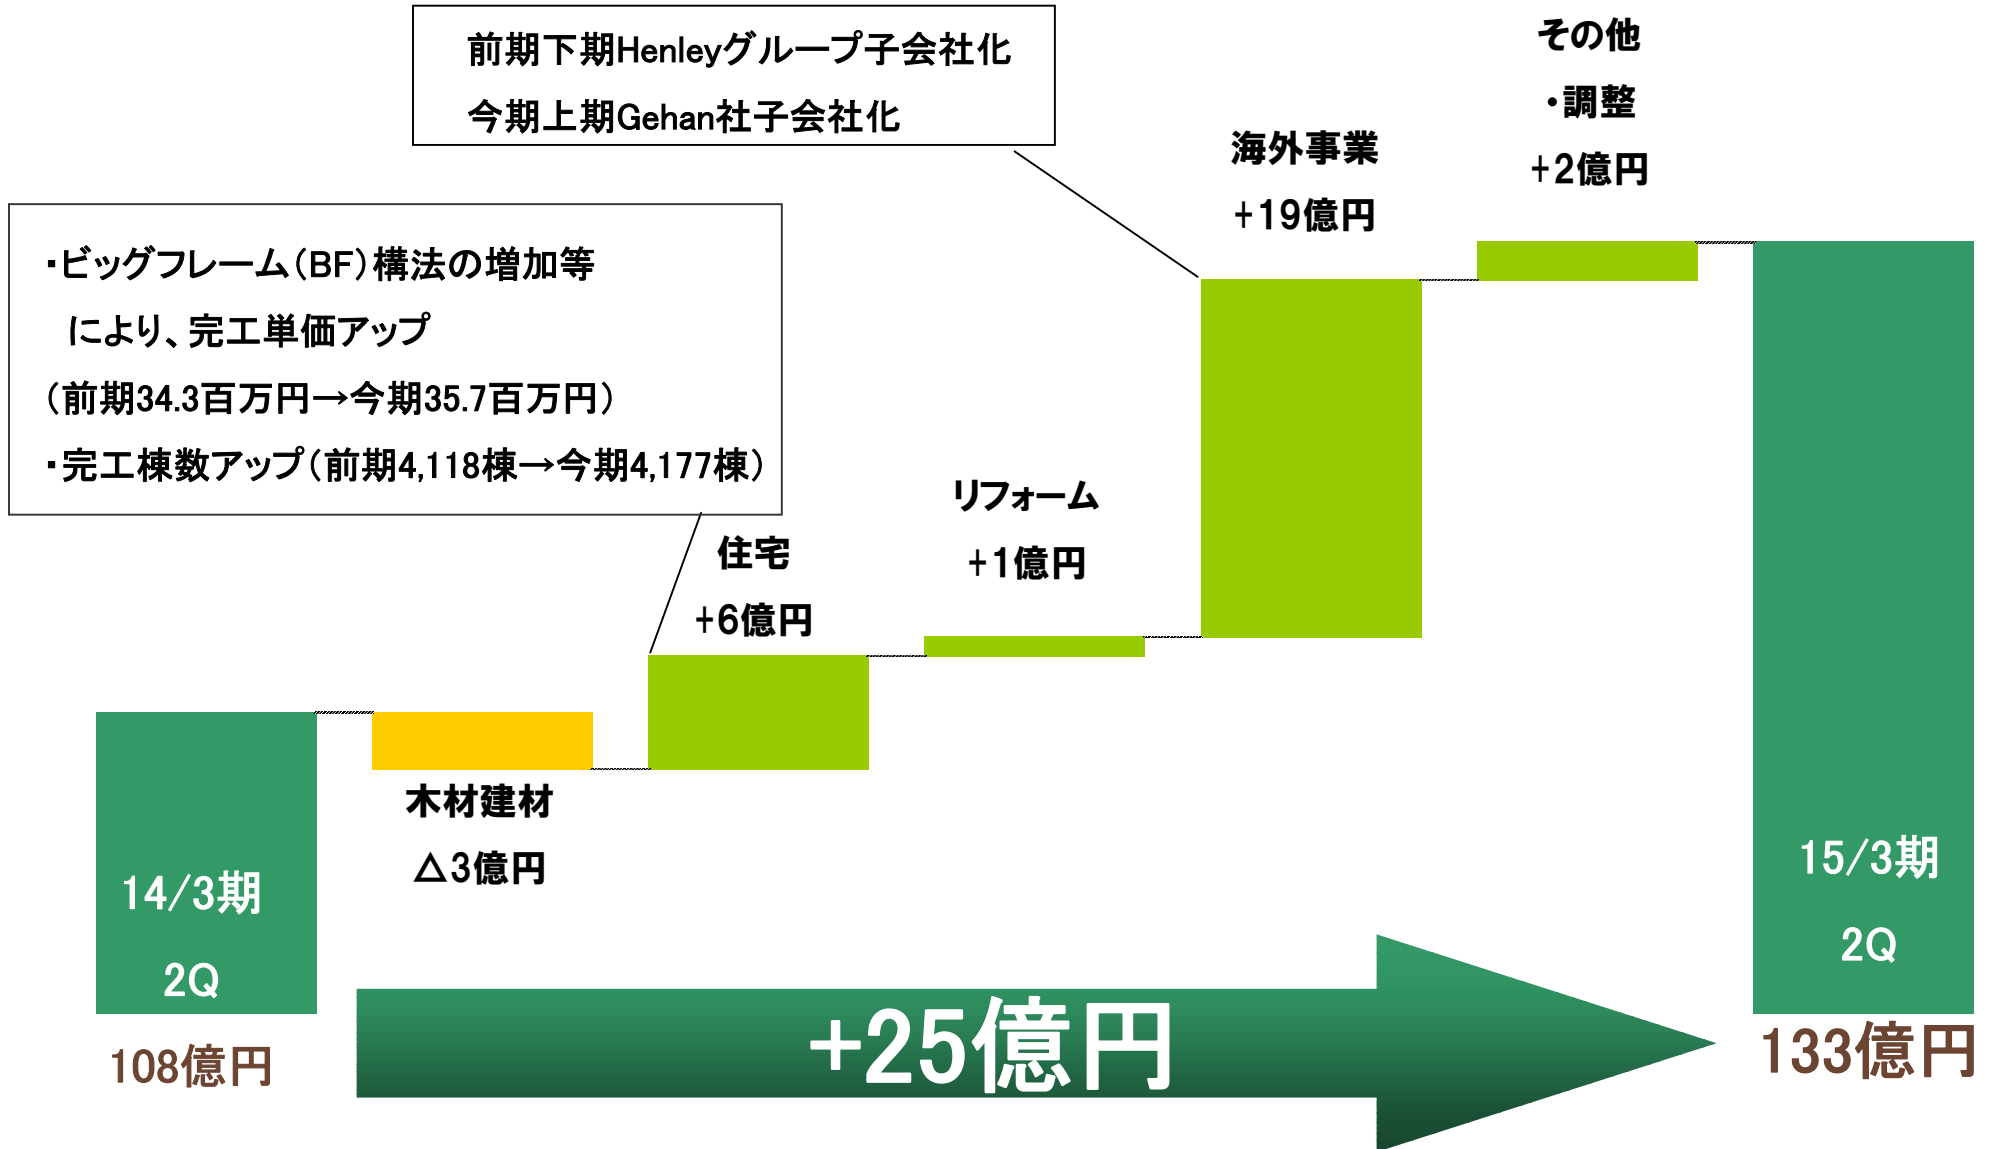 前期下期Henleyグループ子会社化
今期上期Gehan社子会社化
その他
・調整
+2億円
海外事業
+19億円
・ビッグフレーム（BF）構法の増加等
により、完工単価アップ
（前期34.3百万円→今期35.7百万円）
・完工棟数アップ（前期4,118棟→今期4,177棟）
リフォーム
+1億円
住宅
+6億円
木材建材
△3億円
14/3期
2Q
108億円
+25億円
15/3期
2Q
133億円